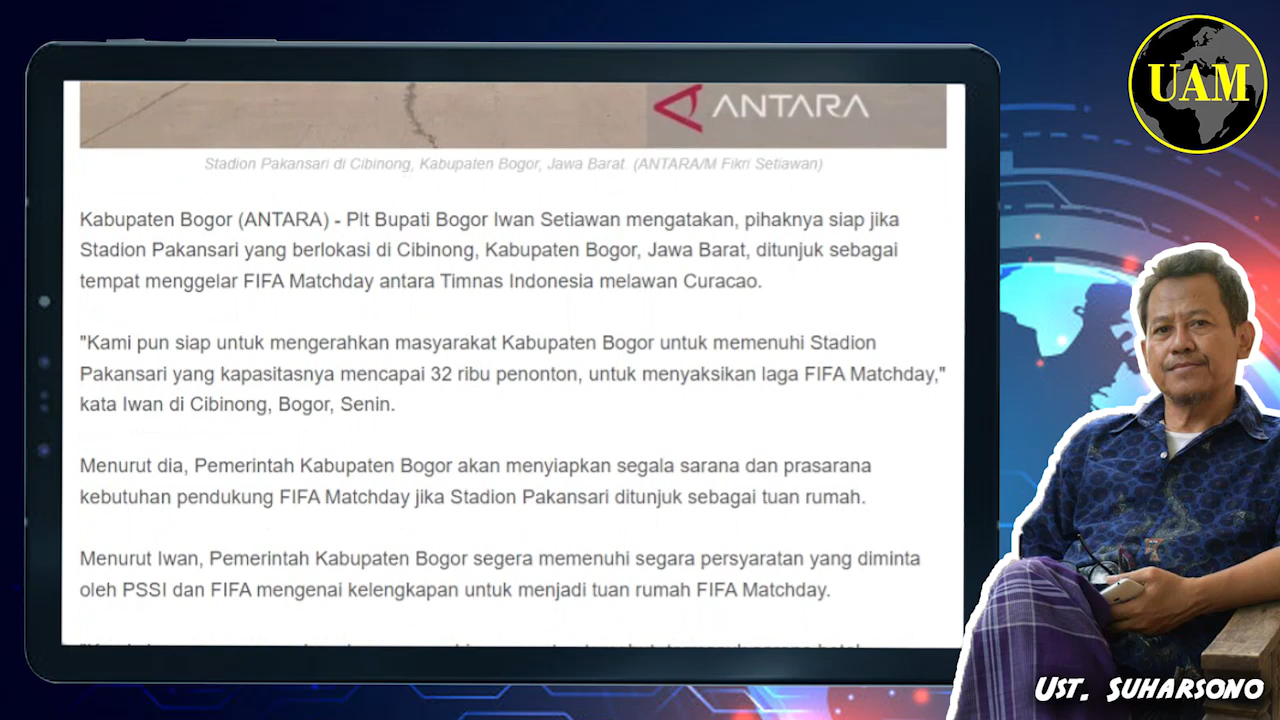 UAM
ANTARA
Stadion Pakansari di Cibinong, Kabupaten Bogor, Jawa Barat. (ANTARA/M Fikri Setiawan)
Kabupaten Bogor (ANTARA) - Plt Bupati Bogor Iwan Setiawan mengatakan, pihaknya siap jika
Stadion Pakansari yang berlokasi di Cibinong, Kabupaten Bogor, Jawa Barat, ditunjuk sebagai
tempat menggelar FIFA Matchday antara Timnas Indonesia melawan Curacao.
"Kami pun siap untuk mengerahkan masyarakat Kabupaten Bogor untuk memenuhi Stadion
Pakansari yang kapasitasnya mencapai 32 ribu penonton, untuk menyaksikan laga FIFA Matchday,"
kata Iwan di Cibinong, Bogor, Senin.
Menurut dia, Pemerintah Kabupaten Bogor akan menyiapkan segala sarana dan prasarana
kebutuhan pendukung FIFA Matchday jika Stadion Pakansari ditunjuk sebagai tuan rumah.
Menurut Iwan, Pemerintah Kabupaten Bogor segera memenuhi segara persyaratan yang diminta
oleh PSSI dan FIFA mengenai kelengkapan untuk menjadi tuan rumah FIFA Matchday.
Ust. Suharsono